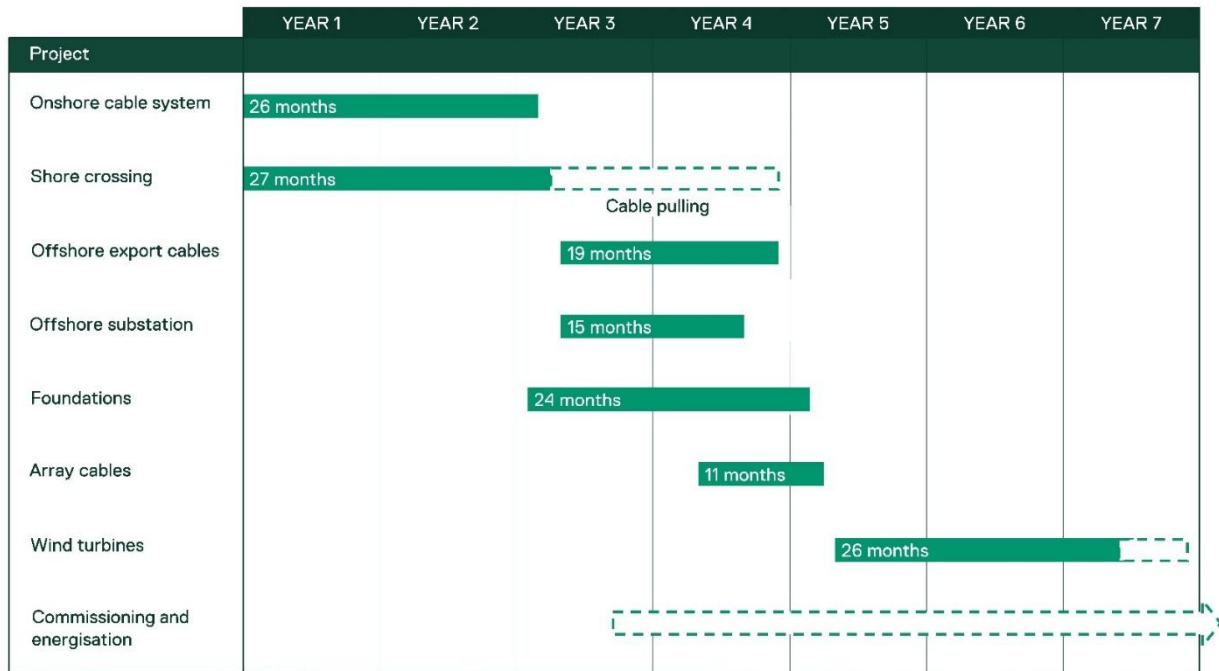 YEAR 1 YEAR 2 YEAR 3 YEAR 4 YEAR 5 YEAR 6 YEAR 7
Project
Onshore cable system 26 months
Shore crossing 27 months
Cable pulling
Offshore export cables 19 months
Offshore substation 15 months
Foundations 24 months
Array cables 11 months
Wind turbines 26 months
Commissioning and
energisation